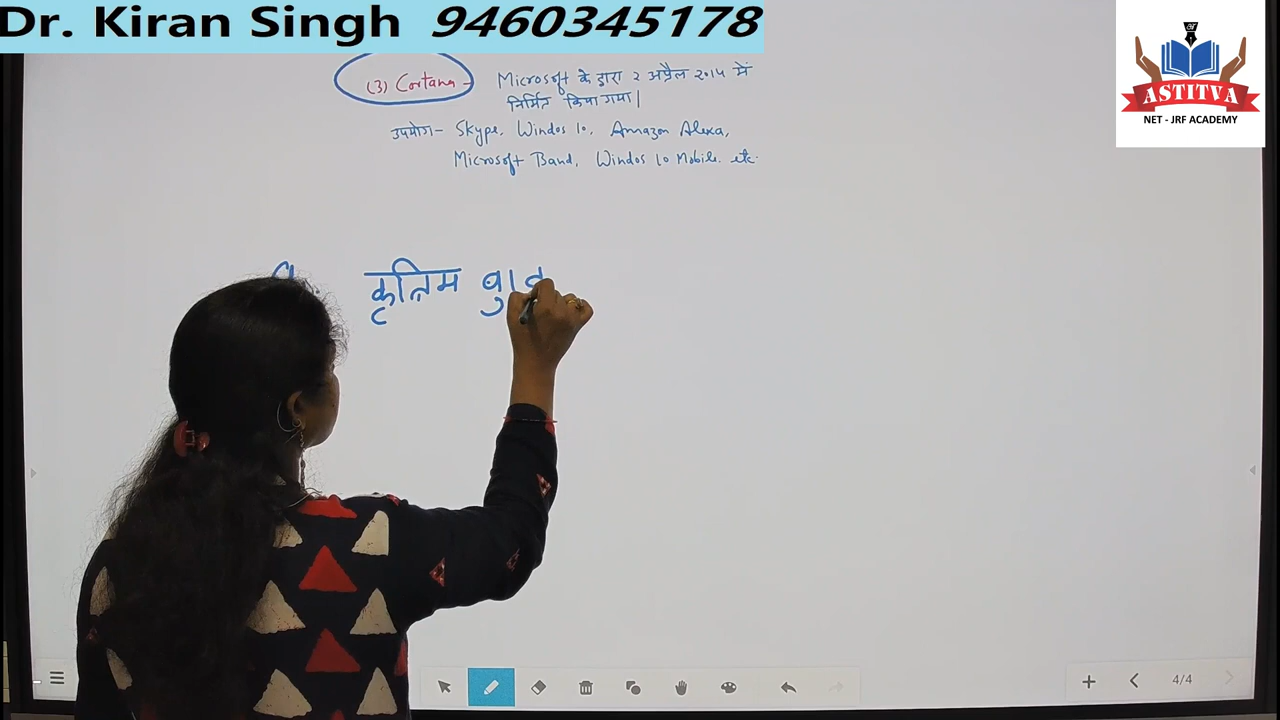 Dr. Kiran Singh 9460345178
ASTITVA
NET - JRF ACADEMY
(3) Cortana - Microsoft के द्वारा 2 अप्रैल 2014 में
निर्मित किया गया|
उपयोग- Skype, Windos 10, Amazon Alexa,
Microsoft Band, Windos 10 Mobile. etc.
कृत्रिम
4/4